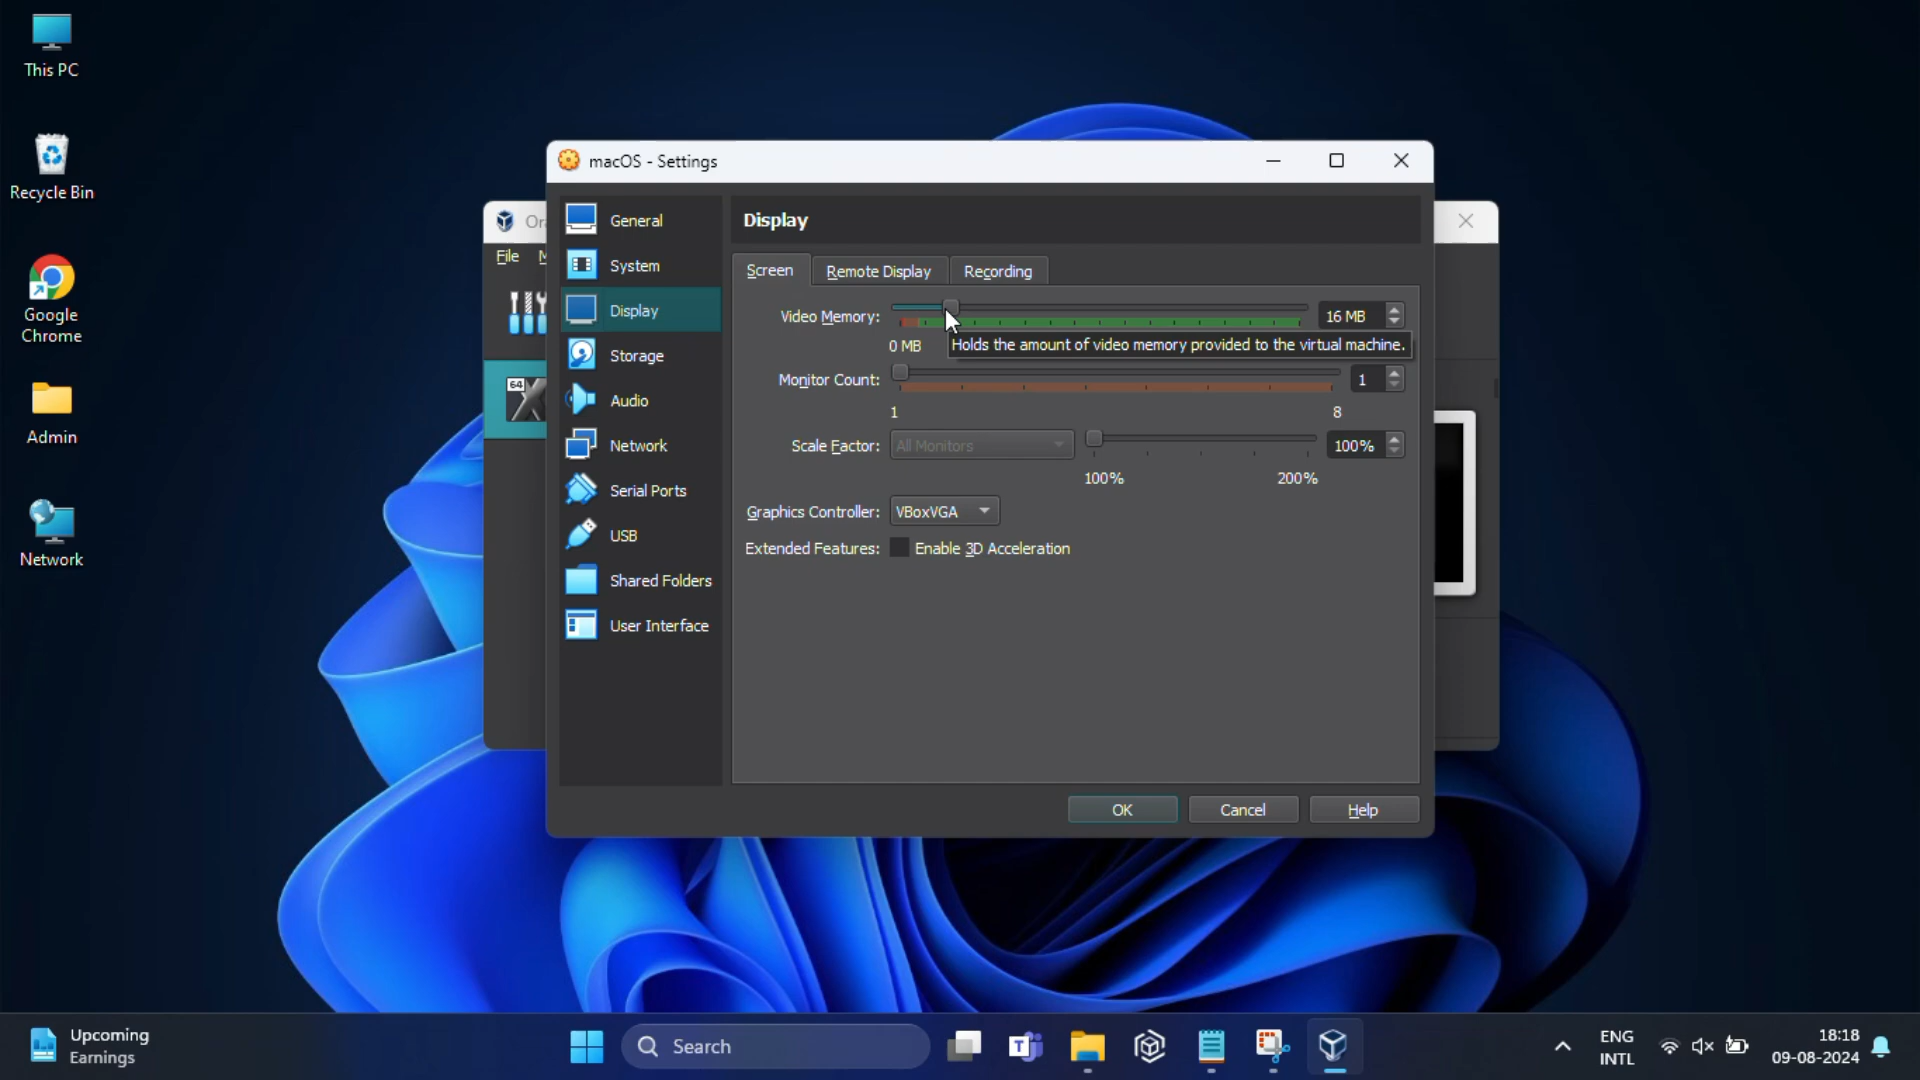 This PC
Recycle Bin
Google
Chrome
Admin
Network
File
macOS - Settings
General
System
Display
Storage
Audio
Network
Serial Ports
USB
Shared Folders
User Interface
Display
Screen
Remote Display
Recording
Video Memory:
16 MB
0 MB
Holds the amount of video memory provided to the virtual machine.
Monitor Count:
1
1
8
Scale Factor:
All Monitors
100%
100%
200%
Graphics Controller:
VBoxVGA
Extended Features:
Enable 3D Acceleration
OK
Cancel
Help
64
Upcoming
Earnings
Search
ENG
INTL
18:18
09-08-2024